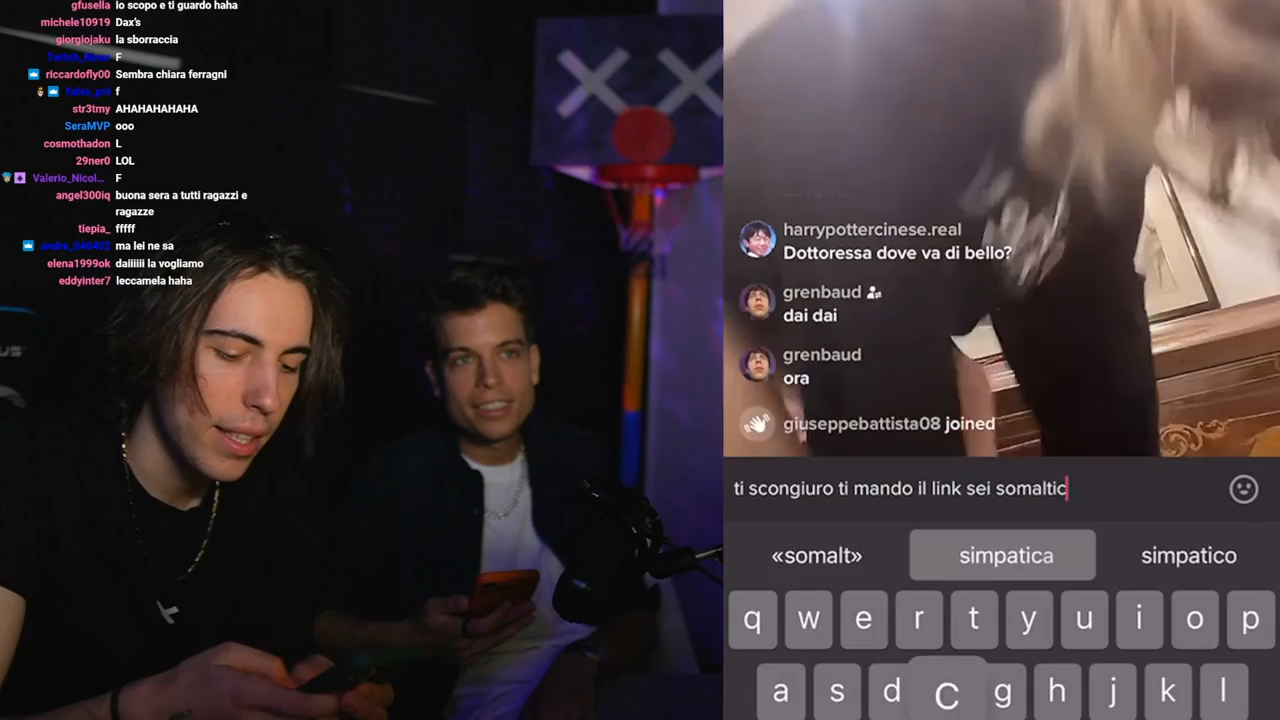 gfusella io scopo e ti guardo haha
michele10919 Dax's
giorgiojaku la sborraccia
F
riccardofly00 Sembra chiara ferragni
f
str3tmy AHAHAHAHAHA
SeraMVP ooo
cosmothadon L
29ner0 LOL
Valerio_Nicol... F
angel300iq buona sera a tutti ragazzi e
ragazze
tiepia_ fffff
andre_040402 ma lei ne sa
elena1999ok daiiiiii la vogliamo
eddyinter7 leccamela haha
harrypottercinese.real
Dottoressa dove va di bello?
grenbaud
dai dai
grenbaud
ora
giuseppebattista08 joined
ti scongiuro ti mando il link sei somaltic
«somalt» simpatica simpatico
q w e r t y u i o p
a s d C g h j k l